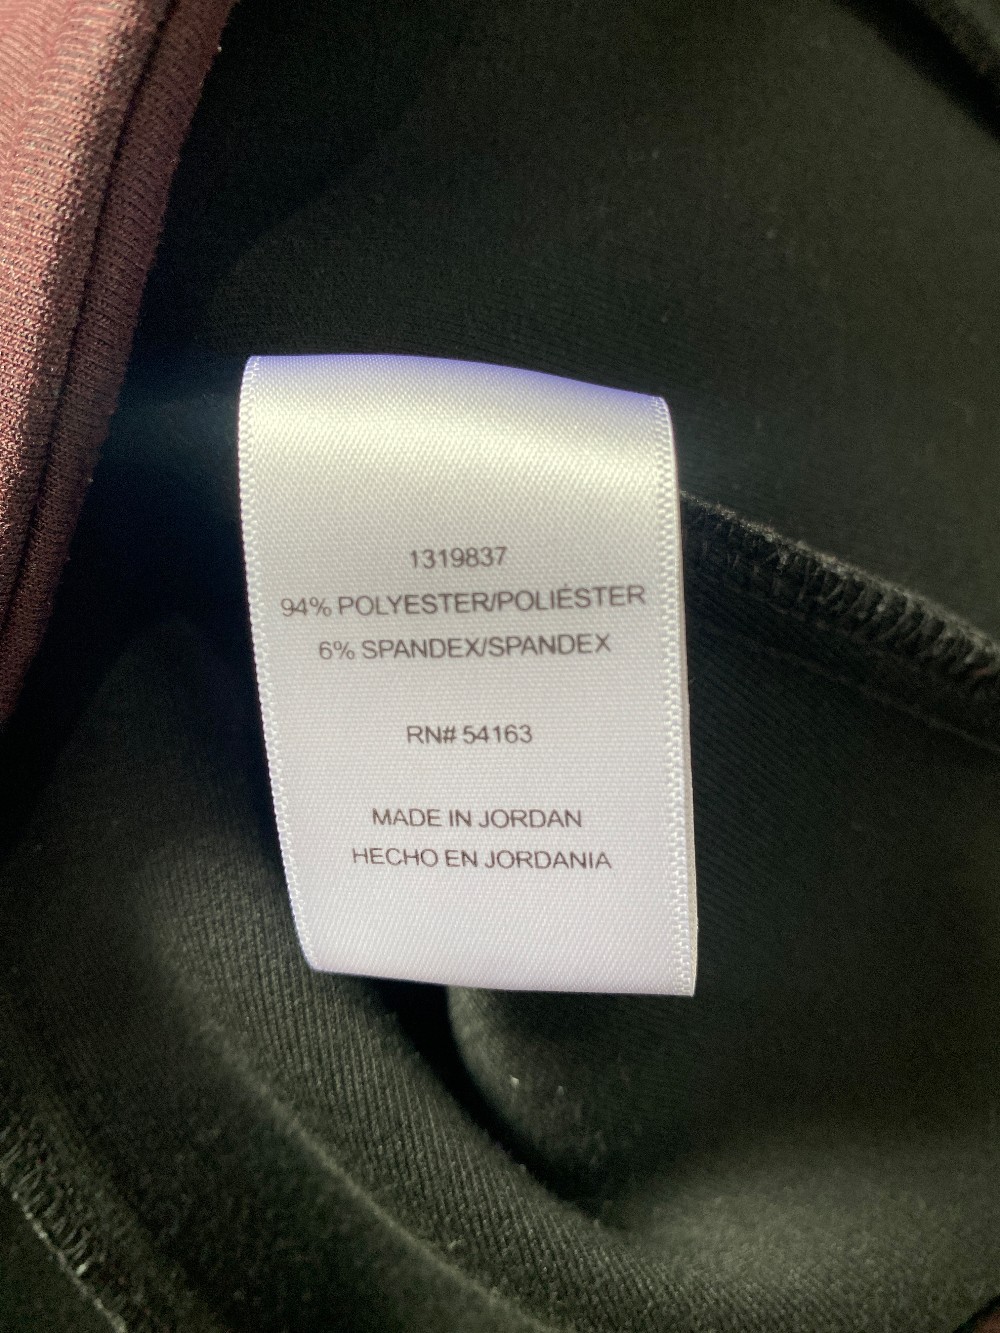 1319837
94% POLYESTER/POLIÉSTER
6% SPANDEX/SPANDEX
RN# 54163
MADE IN JORDAN
HECHO EN JORDANIA